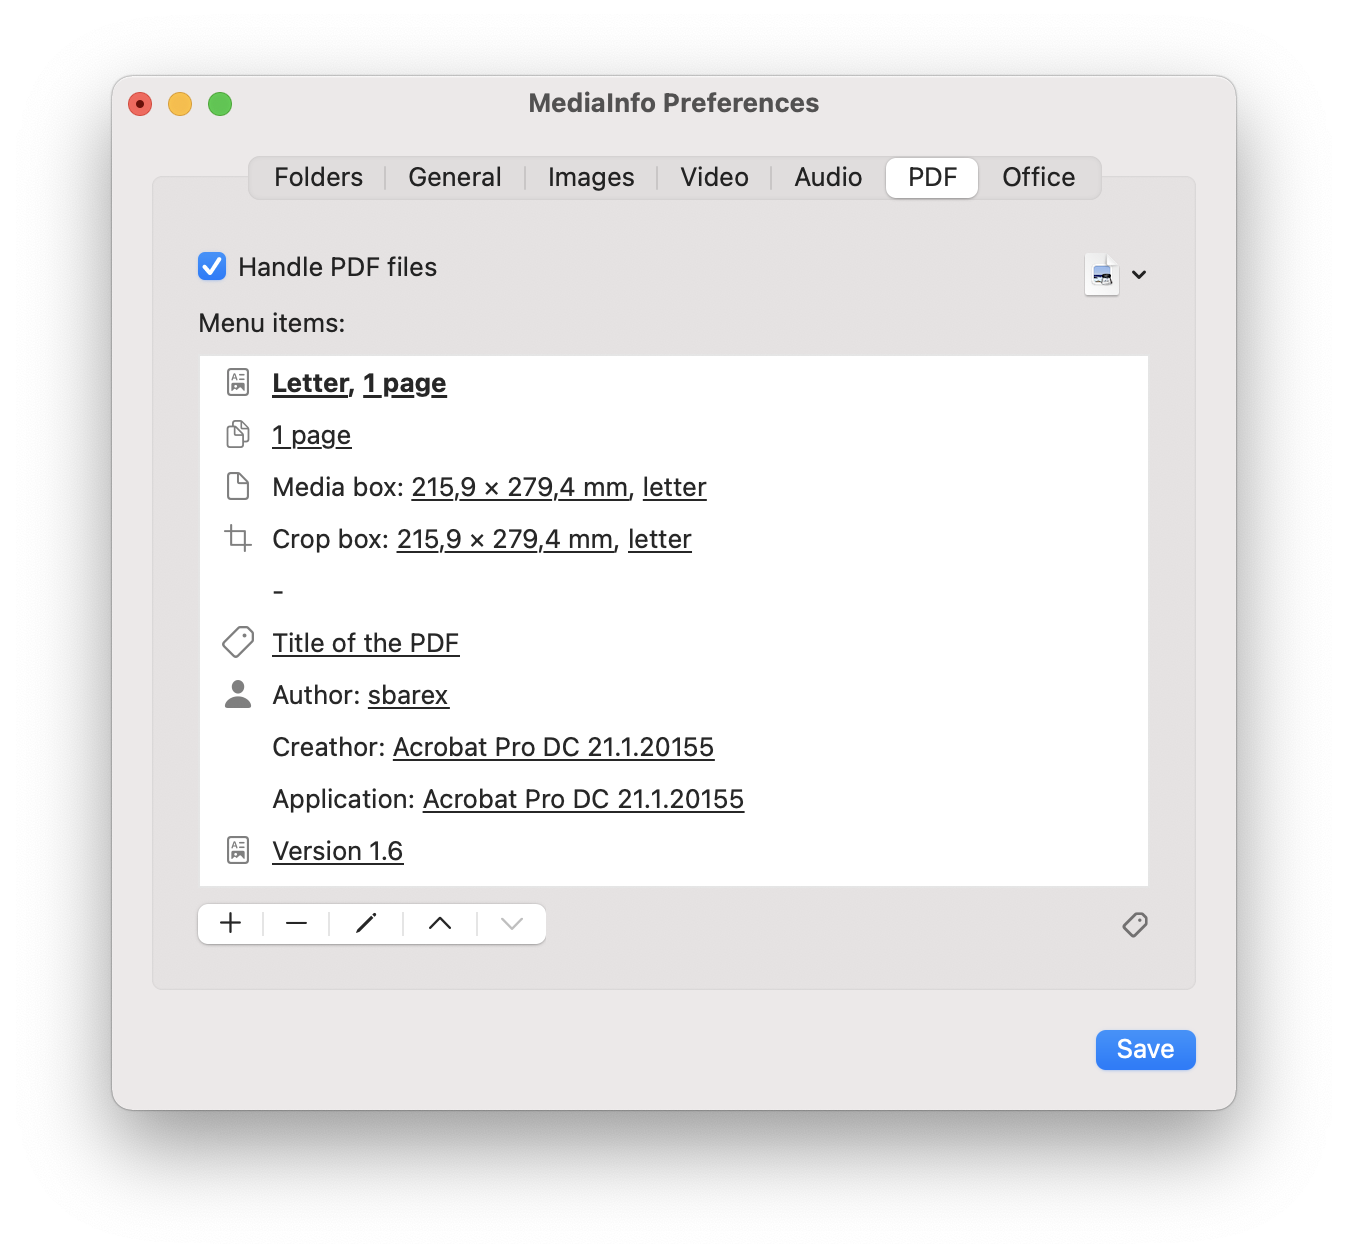 MediaInfo Preferences
Folders General Images Video Audio PDF Office
Handle PDF files
Menu items:
Letter, 1 page
1 page
Media box: 215,9 × 279,4 mm, letter
Crop box: 215,9 × 279,4 mm, letter
-
Title of the PDF
Author: sbarex
Creathor: Acrobat Pro DC 21.1.20155
Application: Acrobat Pro DC 21.1.20155
Version 1.6
Save